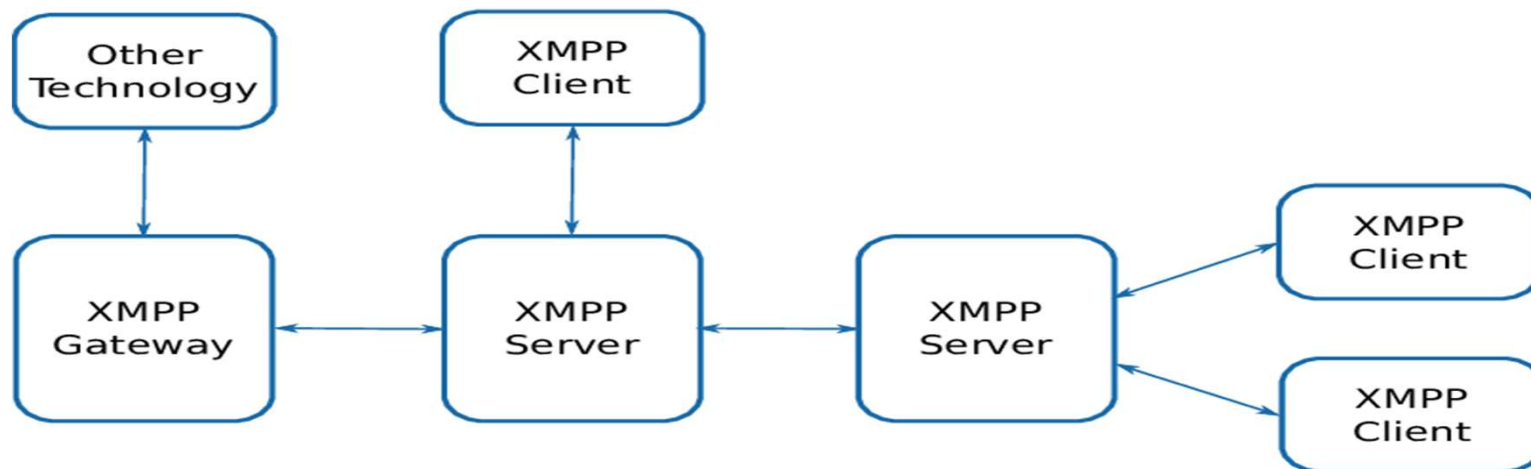 Other
Technology
XMPP
Client
XMPP
Gateway
XMPP
Server
XMPP
Server
XMPP
Client
XMPP
Client